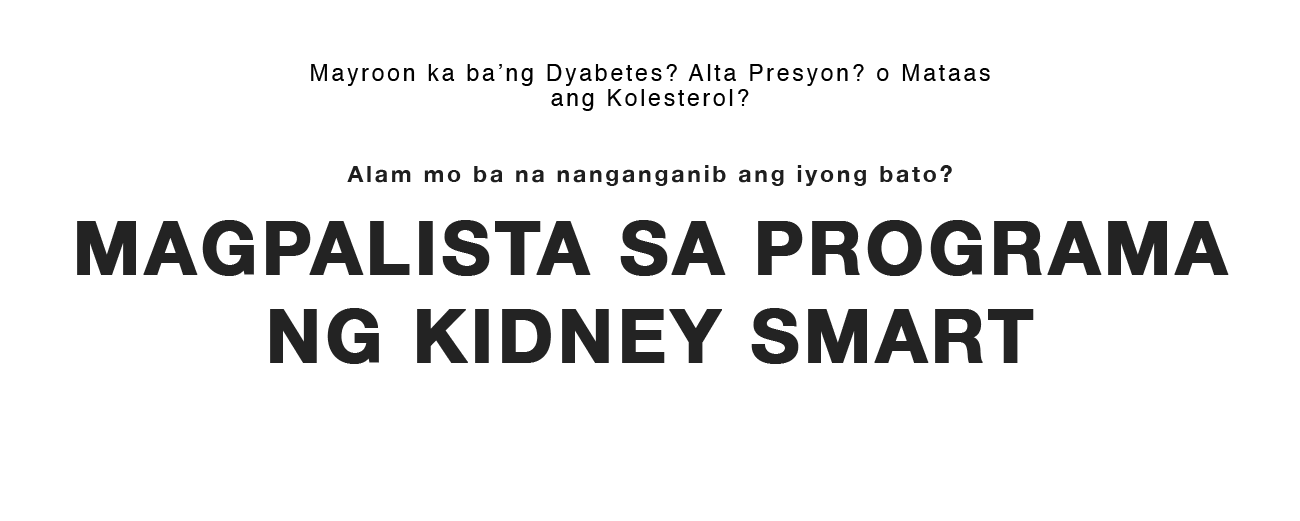 Mayroon ka ba’ng Dyabetes? Alta Presyon? o Mataas
ang Kolesterol?
Alam mo ba na nanganganib ang iyong bato?
MAGPALISTA SA PROGRAMA
NG KIDNEY SMART